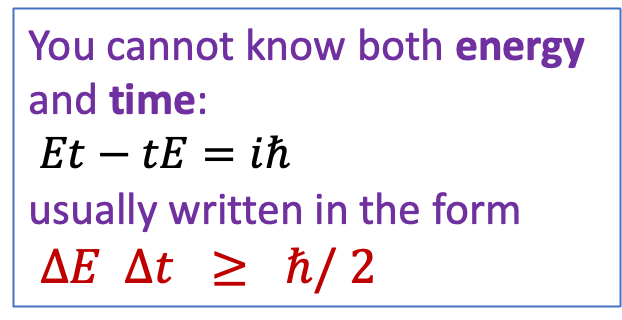 You cannot know both energy
and time:
Et − tE = iħ
usually written in the form
ΔE Δt ≥ ħ/ 2